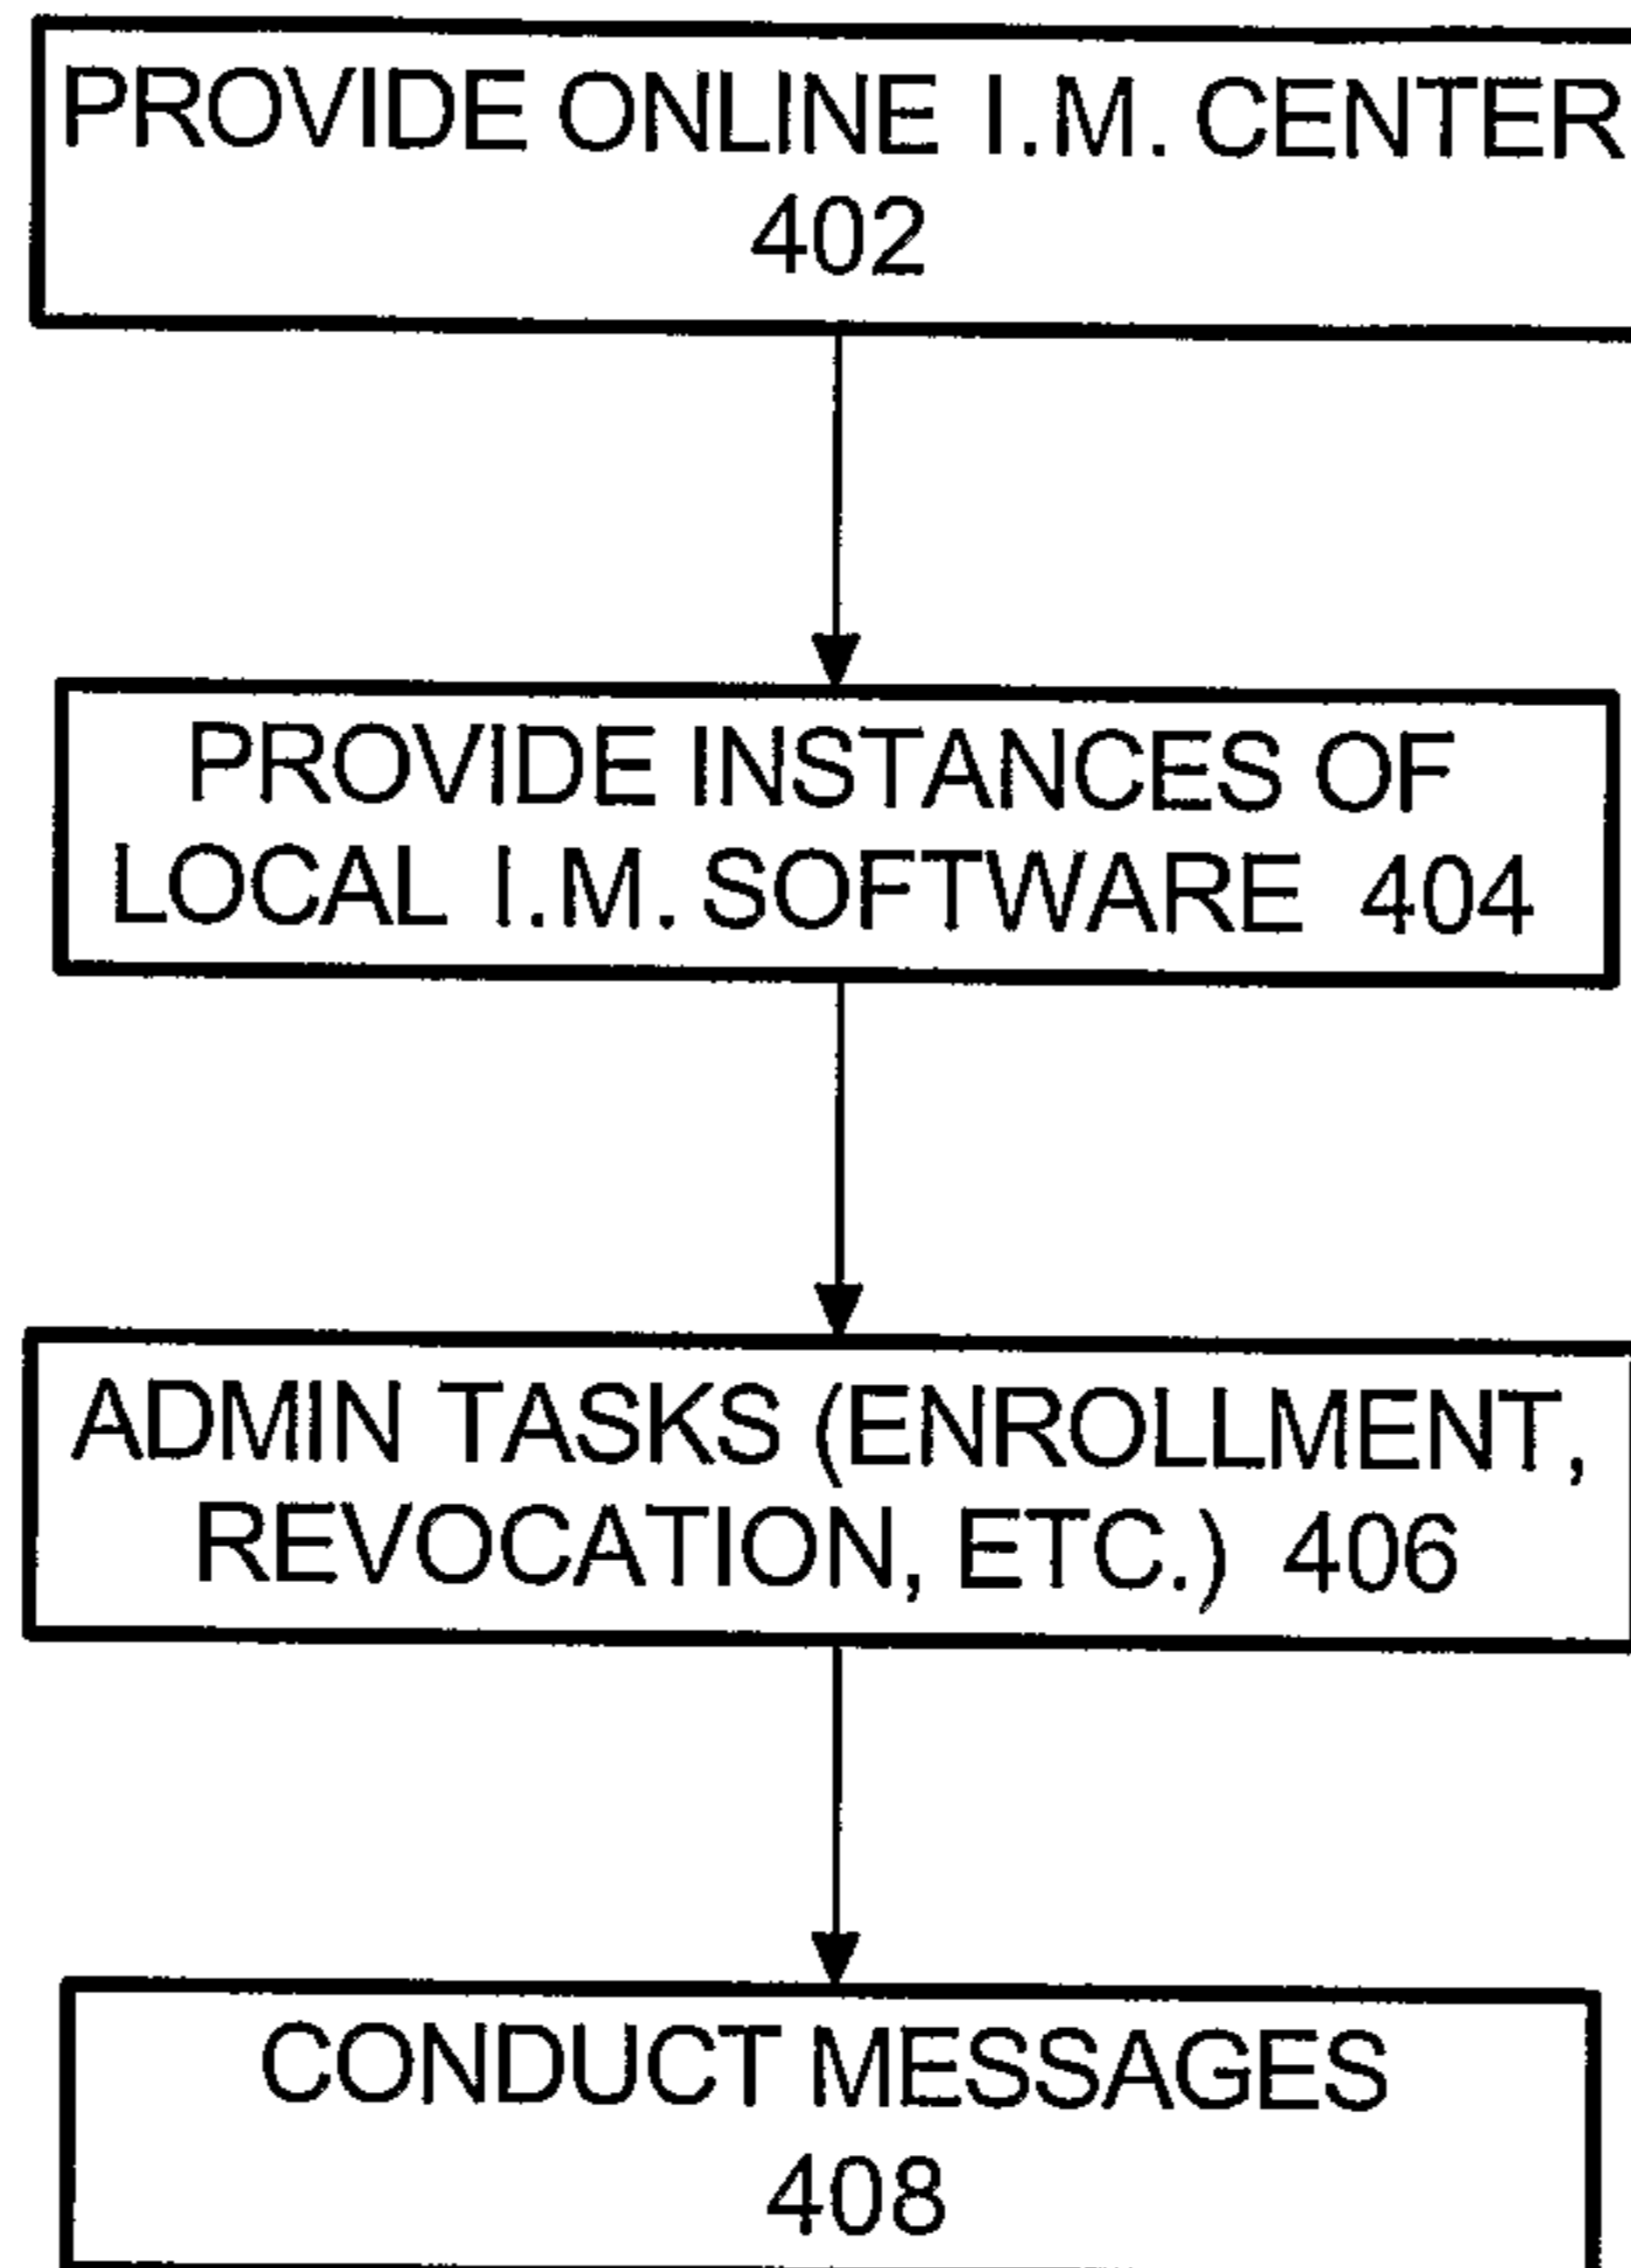 PROVIDE ONLINE I.M. CENTER
402
PROVIDE INSTANCES OF
LOCAL I.M. SOFTWARE 404
ADMIN TASKS (ENROLLMENT,
REVOCATION, ETC.) 406
CONDUCT MESSAGES
408